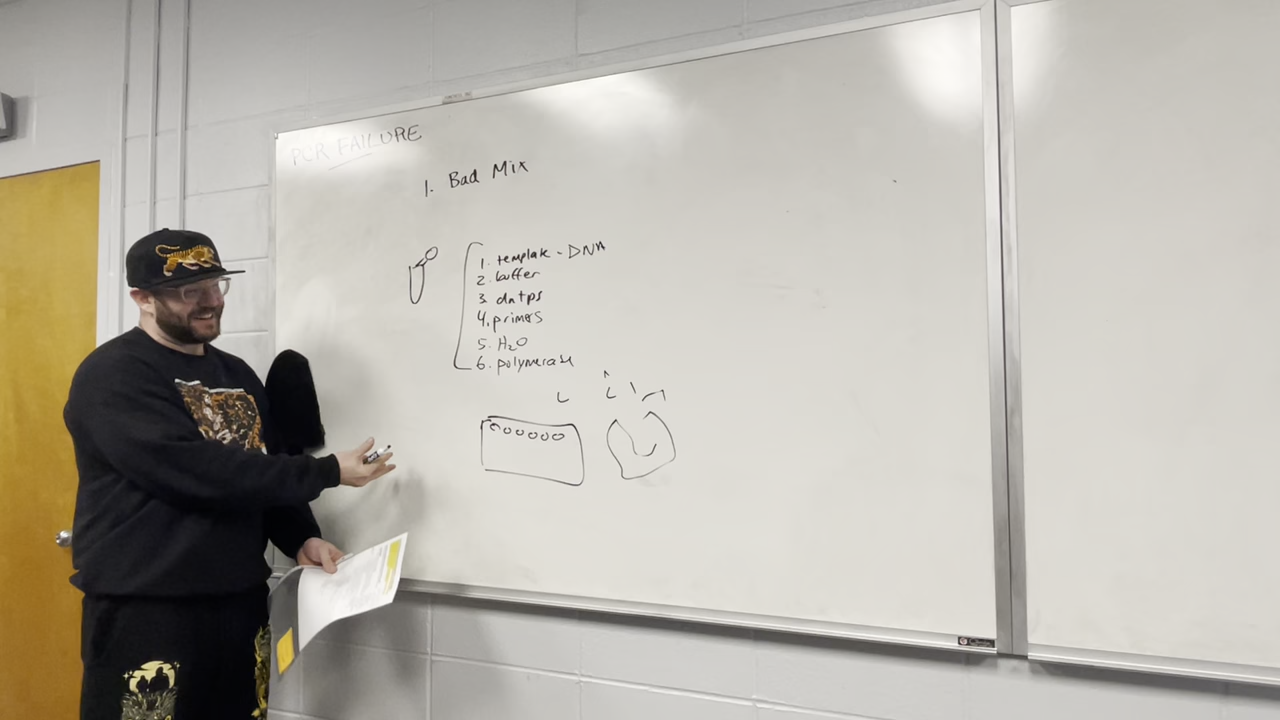 PCR FAILURE
1. Bad Mix
1. template - DNA
2. buffer
3. dntps
4. primers
5. H₂O
6. polymerase